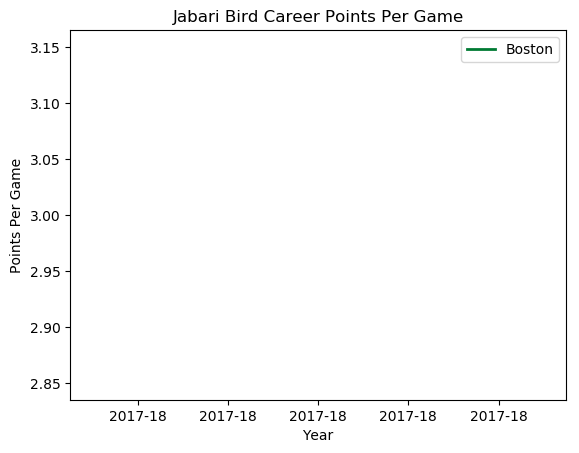 Jabari Bird Career Points Per Game
Boston
Points Per Game
3.15
3.10
3.05
3.00
2.95
2.90
2.85
2017-18 2017-18 2017-18 2017-18 2017-18
Year